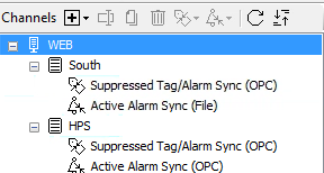 Channels
WEB
South
Suppressed Tag/Alarm Sync (OPC)
Active Alarm Sync (File)
HPS
Suppressed Tag/Alarm Sync (OPC)
Active Alarm Sync (OPC)